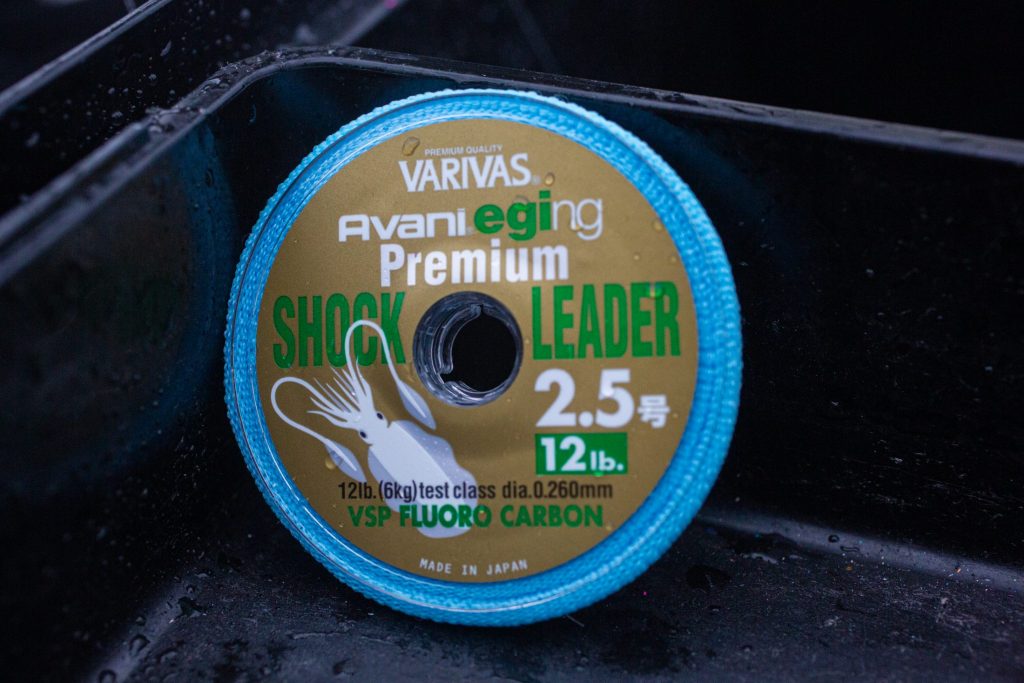 PREMIUM QUALITY
VARIVAS®
Avani® eging
Premium
SHOCK LEADER
2.5号
12lb.
12lb.(6kg)test class dia.0.260mm
VSP FLUORO CARBON
MADE IN JAPAN